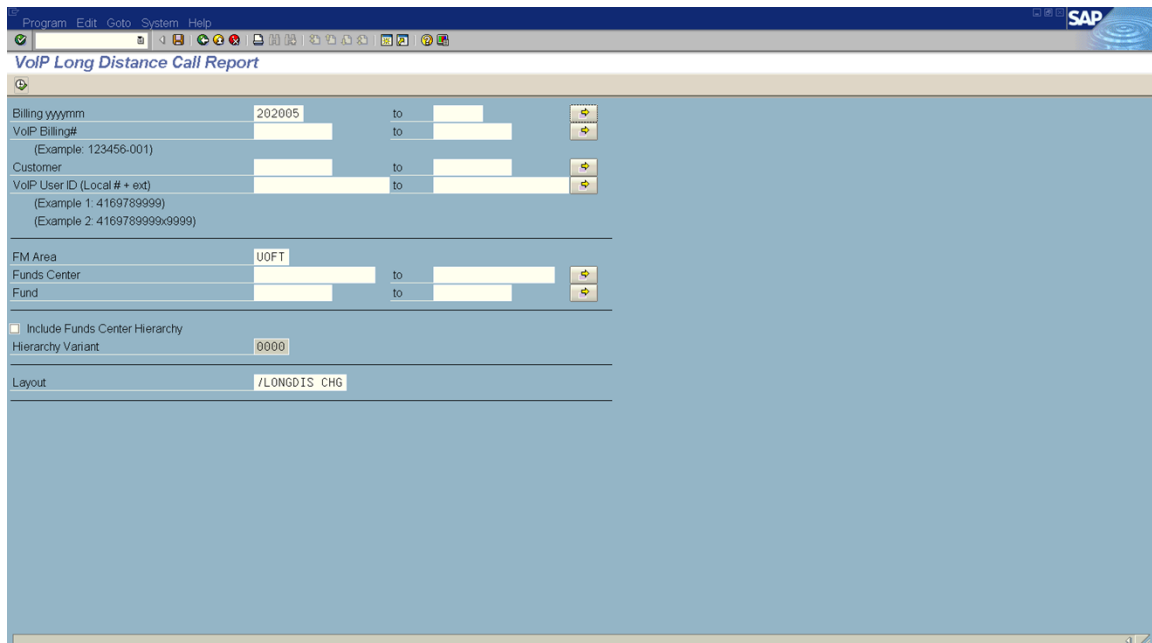 Program Edit Goto System Help
SAP
VoIP Long Distance Call Report
Billing yyyymm 202005 to
VoIP Billing# to
(Example: 123456-001)
Customer to
VoIP User ID (Local # + ext) to
(Example 1: 4169789999)
(Example 2: 4169789999x9999)
FM Area UOFT
Funds Center to
Fund to
Include Funds Center Hierarchy
Hierarchy Variant 0000
Layout /LONGDIS CHG